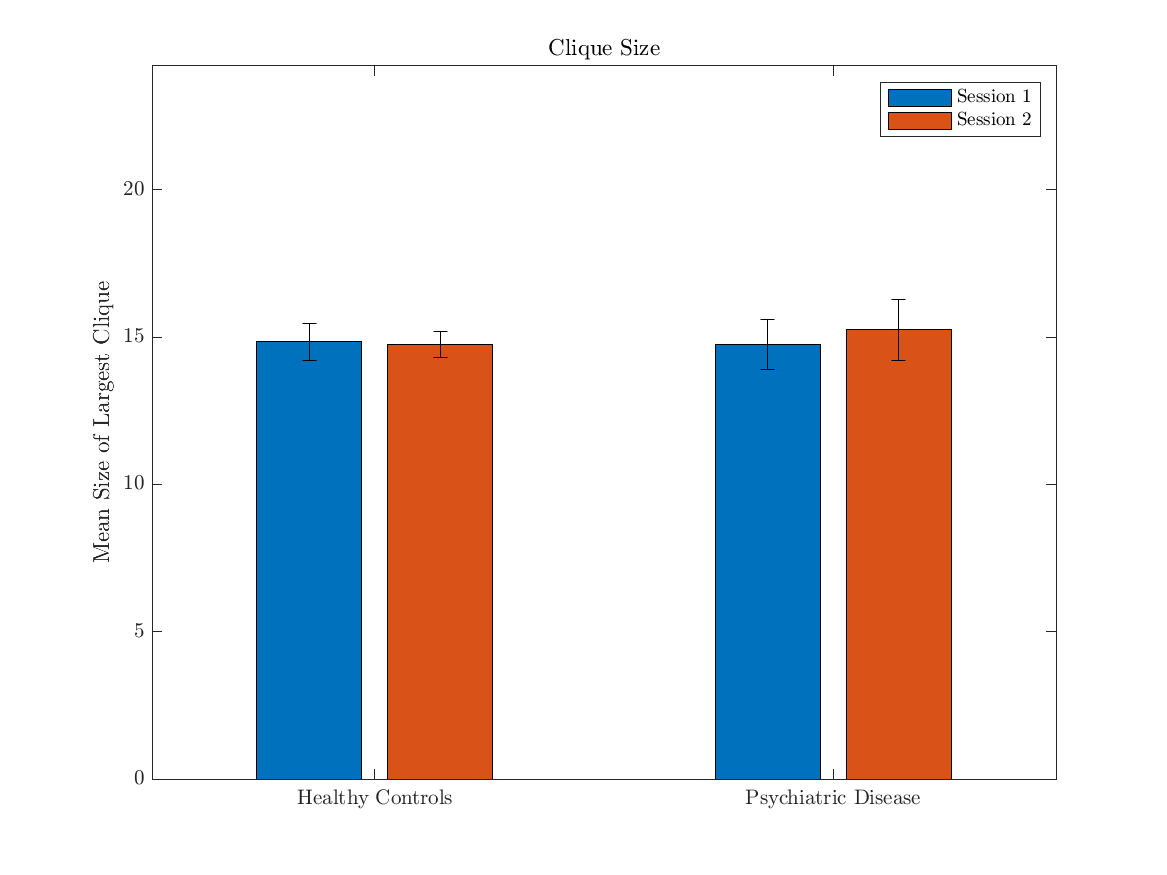 Clique Size
Session 1
Session 2
Mean Size of Largest Clique
20
15
10
5
0
Healthy Controls
Psychiatric Disease